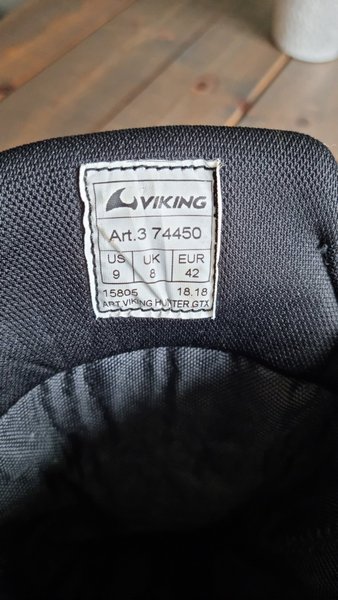 VIKING
Art.3 74450
US UK EUR
9 8 42
15805 18.18
ART VIKING HUNTER GTX